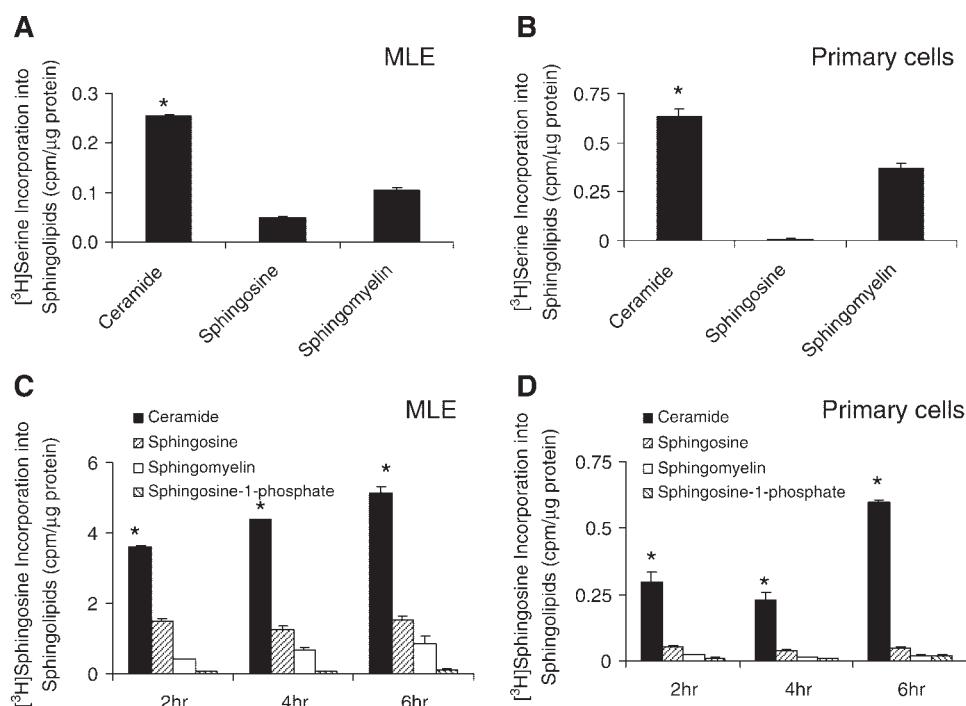 A
MLE
[³H]Serine Incorporation into
Sphingolipids (cpm/µg protein)
0.3
0.2
0.1
0.0
*
Ceramide
Sphingosine
Sphingomyelin
B
Primary cells
[³H]Serine Incorporation into
Sphingolipids (cpm/µg protein)
0.75
0.5
0.25
0
*
Ceramide
Sphingosine
Sphingomyelin
C
MLE
Ceramide
Sphingosine
Sphingomyelin
Sphingosine-1-phosphate
[³H]Sphingosine Incorporation into
Sphingolipids (cpm/µg protein)
6
4
2
0
*
*
*
2hr
4hr
6hr
D
Primary cells
Ceramide
Sphingosine
Sphingomyelin
Sphingosine-1-phosphate
[³H]Sphingosine Incorporation into
Sphingolipids (cpm/µg protein)
0.75
0.5
0.25
0
*
*
*
2hr
4hr
6hr